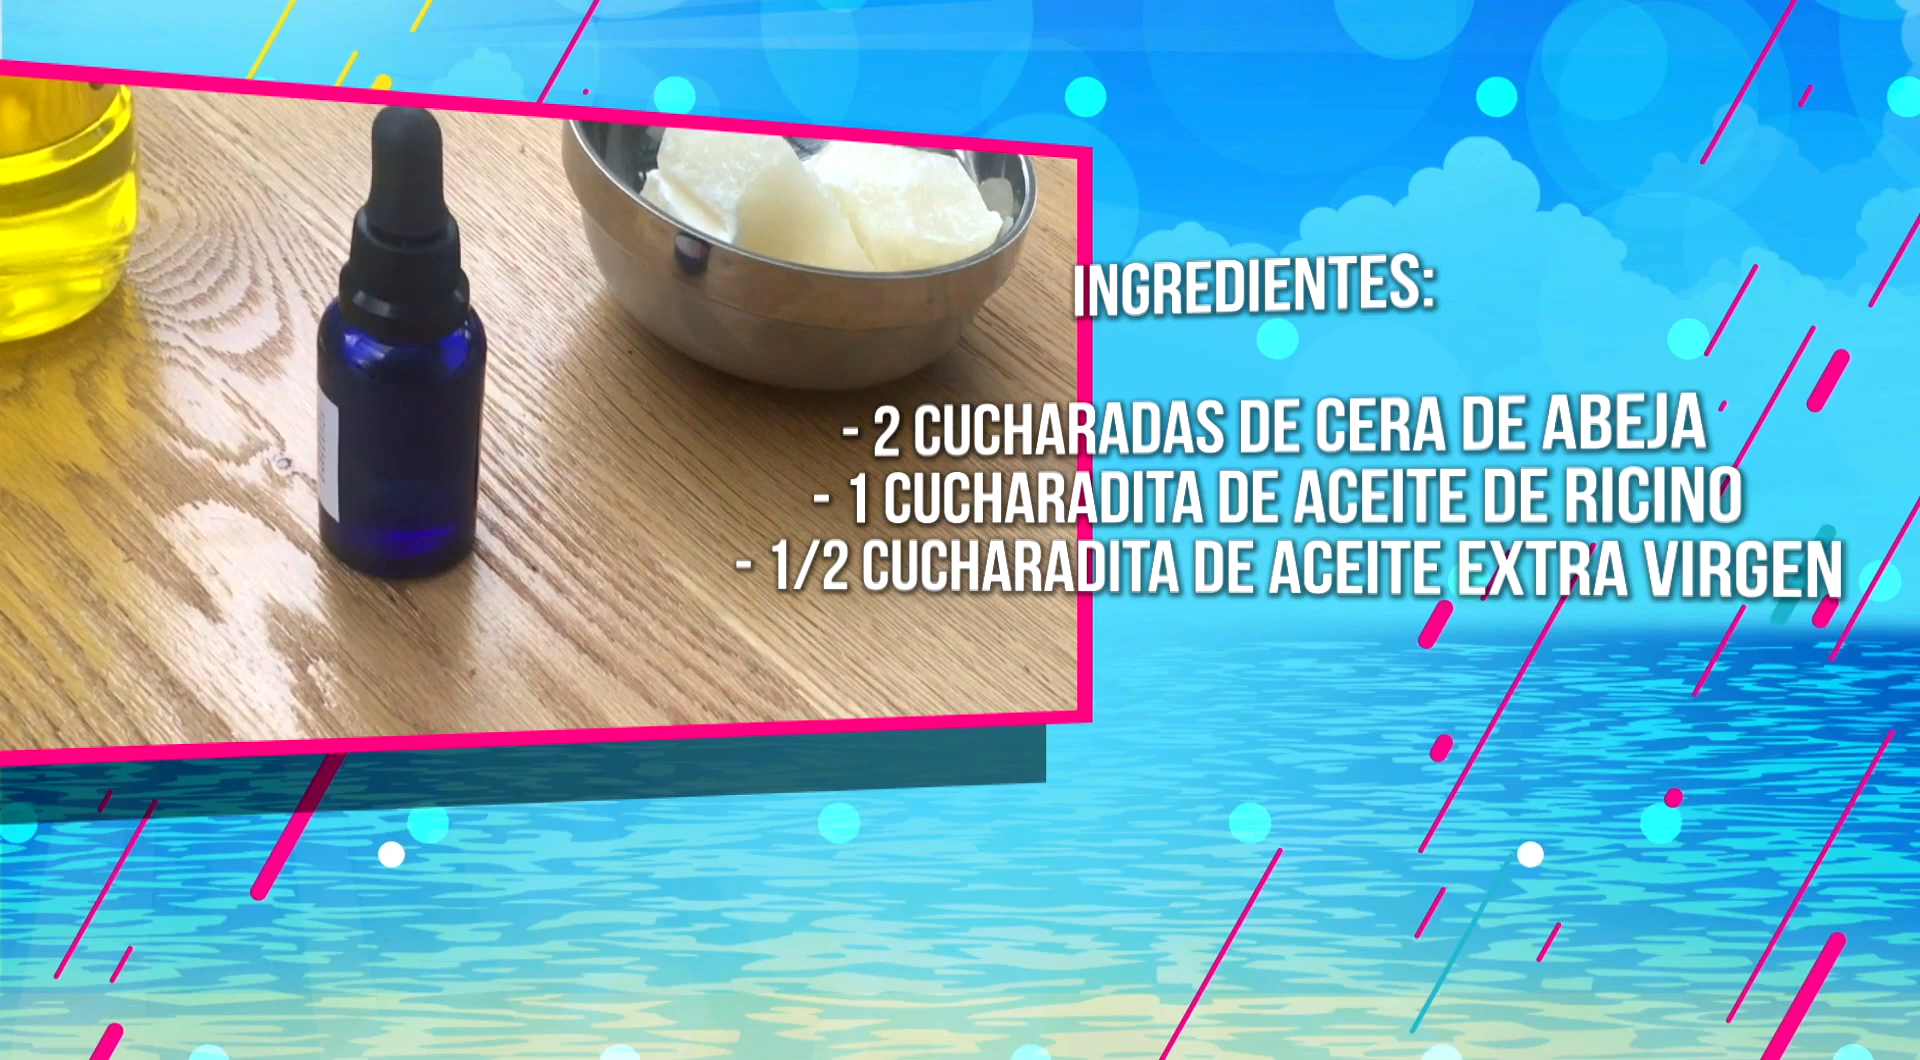 INGREDIENTES:
- 2 CUCHARADAS DE CERA DE ABEJA
- 1 CUCHARADITA DE ACEITE DE RICINO
- 1/2 CUCHARADITA DE ACEITE EXTRA VIRGEN